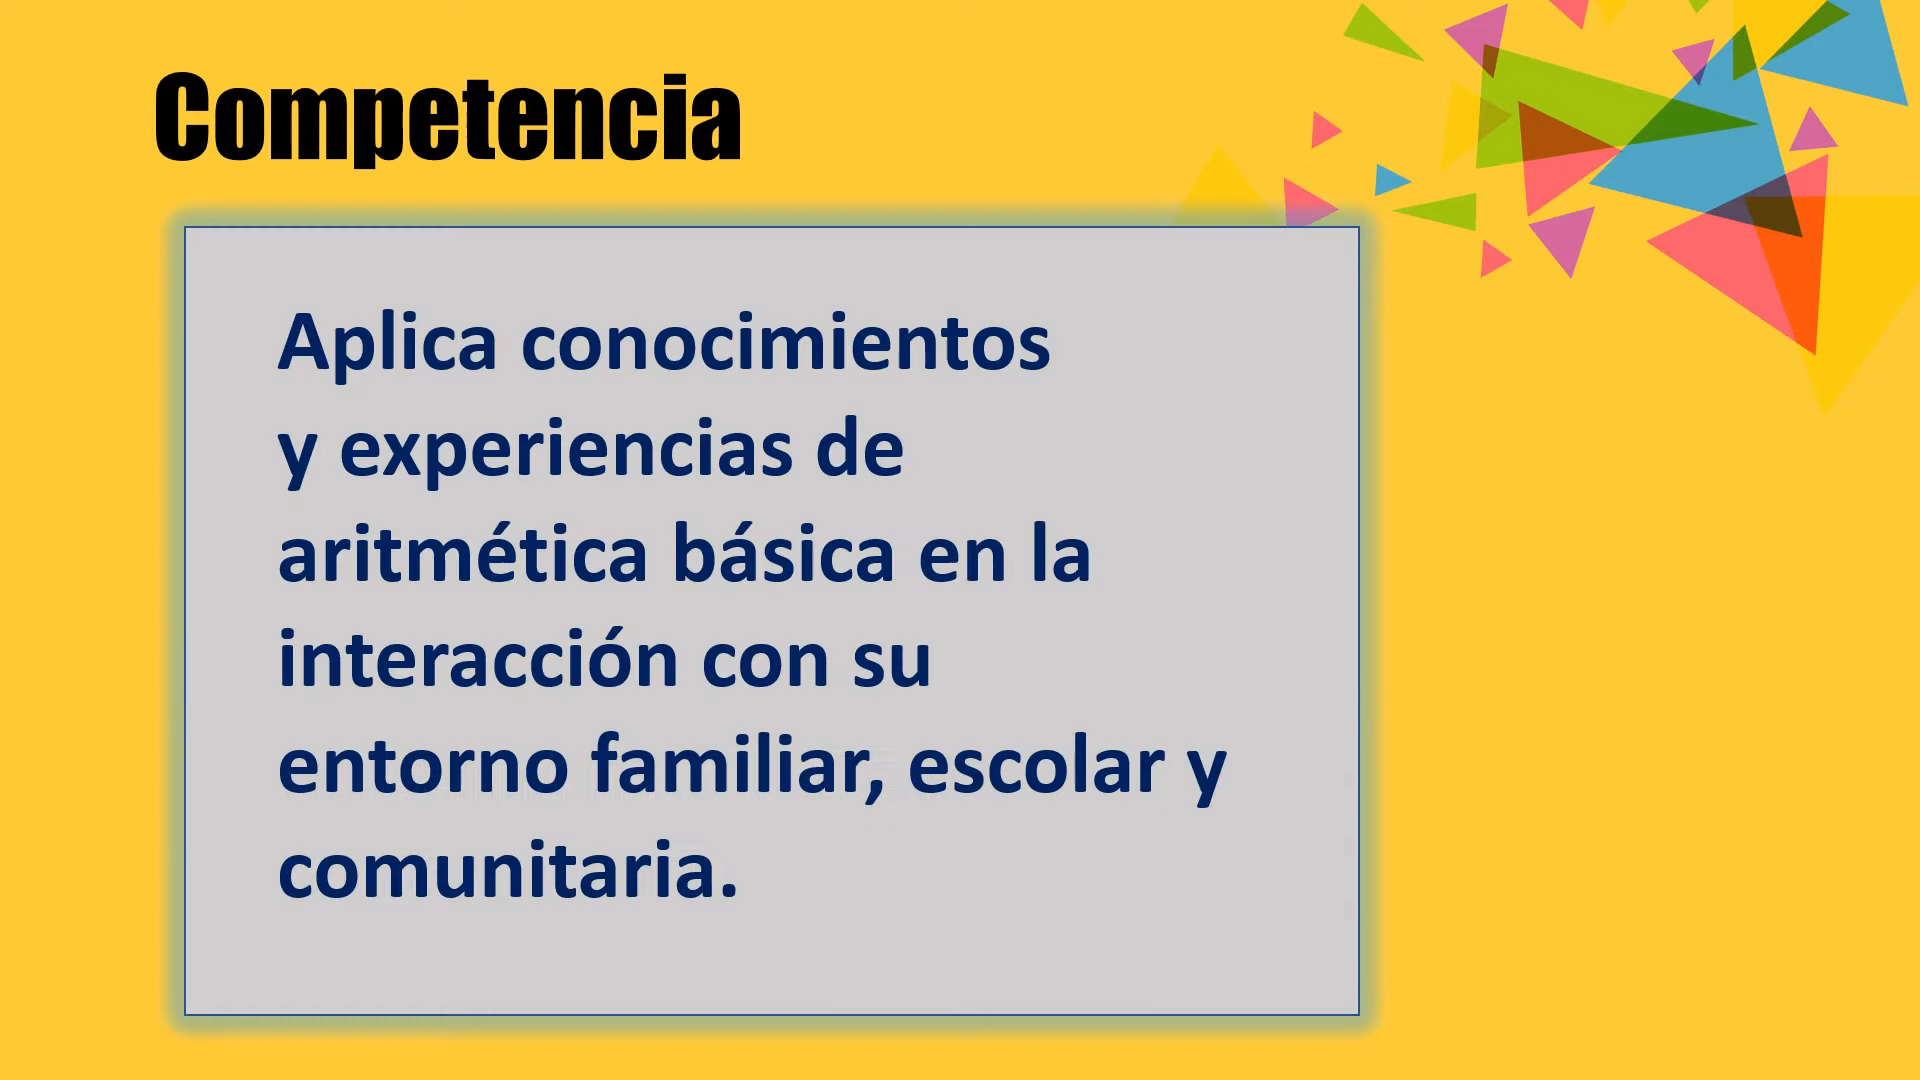 Competencia
Aplica conocimientos
y experiencias de
aritmética básica en la
interacción con su
entorno familiar, escolar y
comunitaria.